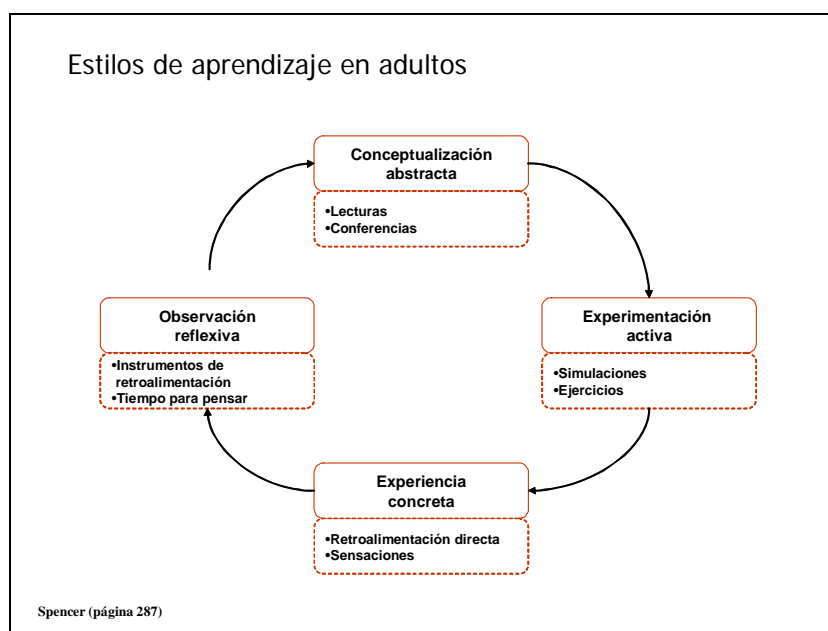 Estilos de aprendizaje en adultos
Conceptualización
abstracta
•Lecturas
•Conferencias
Observación
reflexiva
•Instrumentos de
retroalimentación
•Tiempo para pensar
Experimentación
activa
•Simulaciones
•Ejercicios
Experiencia
concreta
•Retroalimentación directa
•Sensaciones
Spencer (página 287)